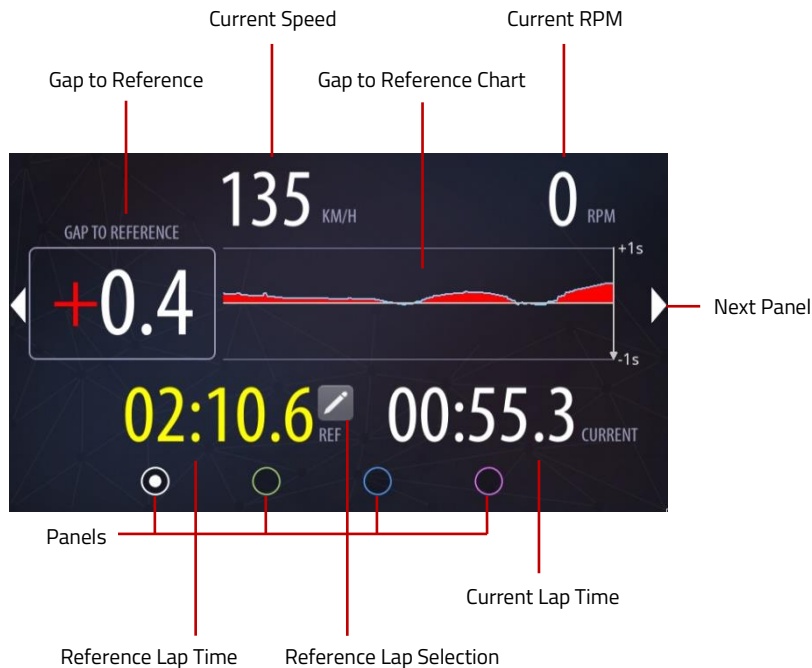 Current Speed
Current RPM
Gap to Reference
Gap to Reference Chart
135 KM/H
0 RPM
GAP TO REFERENCE
+0.4
+1s
-1s
Next Panel
02:10.6 REF
00:55.3 CURRENT
Panels
Current Lap Time
Reference Lap Time
Reference Lap Selection